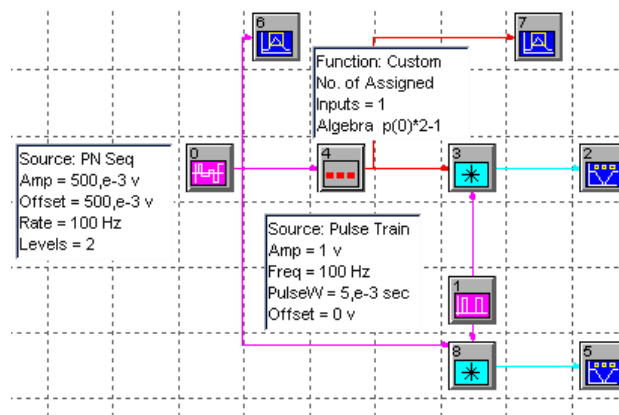 6
7
Function: Custom
No. of Assigned
Inputs = 1
Algebra p(0)*2-1
0
4
3
2
Source: PN Seq
Amp = 500,e-3 v
Offset = 500,e-3 v
Rate = 100 Hz
Levels = 2
Source: Pulse Train
Amp = 1 v
Freq = 100 Hz
PulseW = 5,e-3 sec
Offset = 0 v
1
8
5